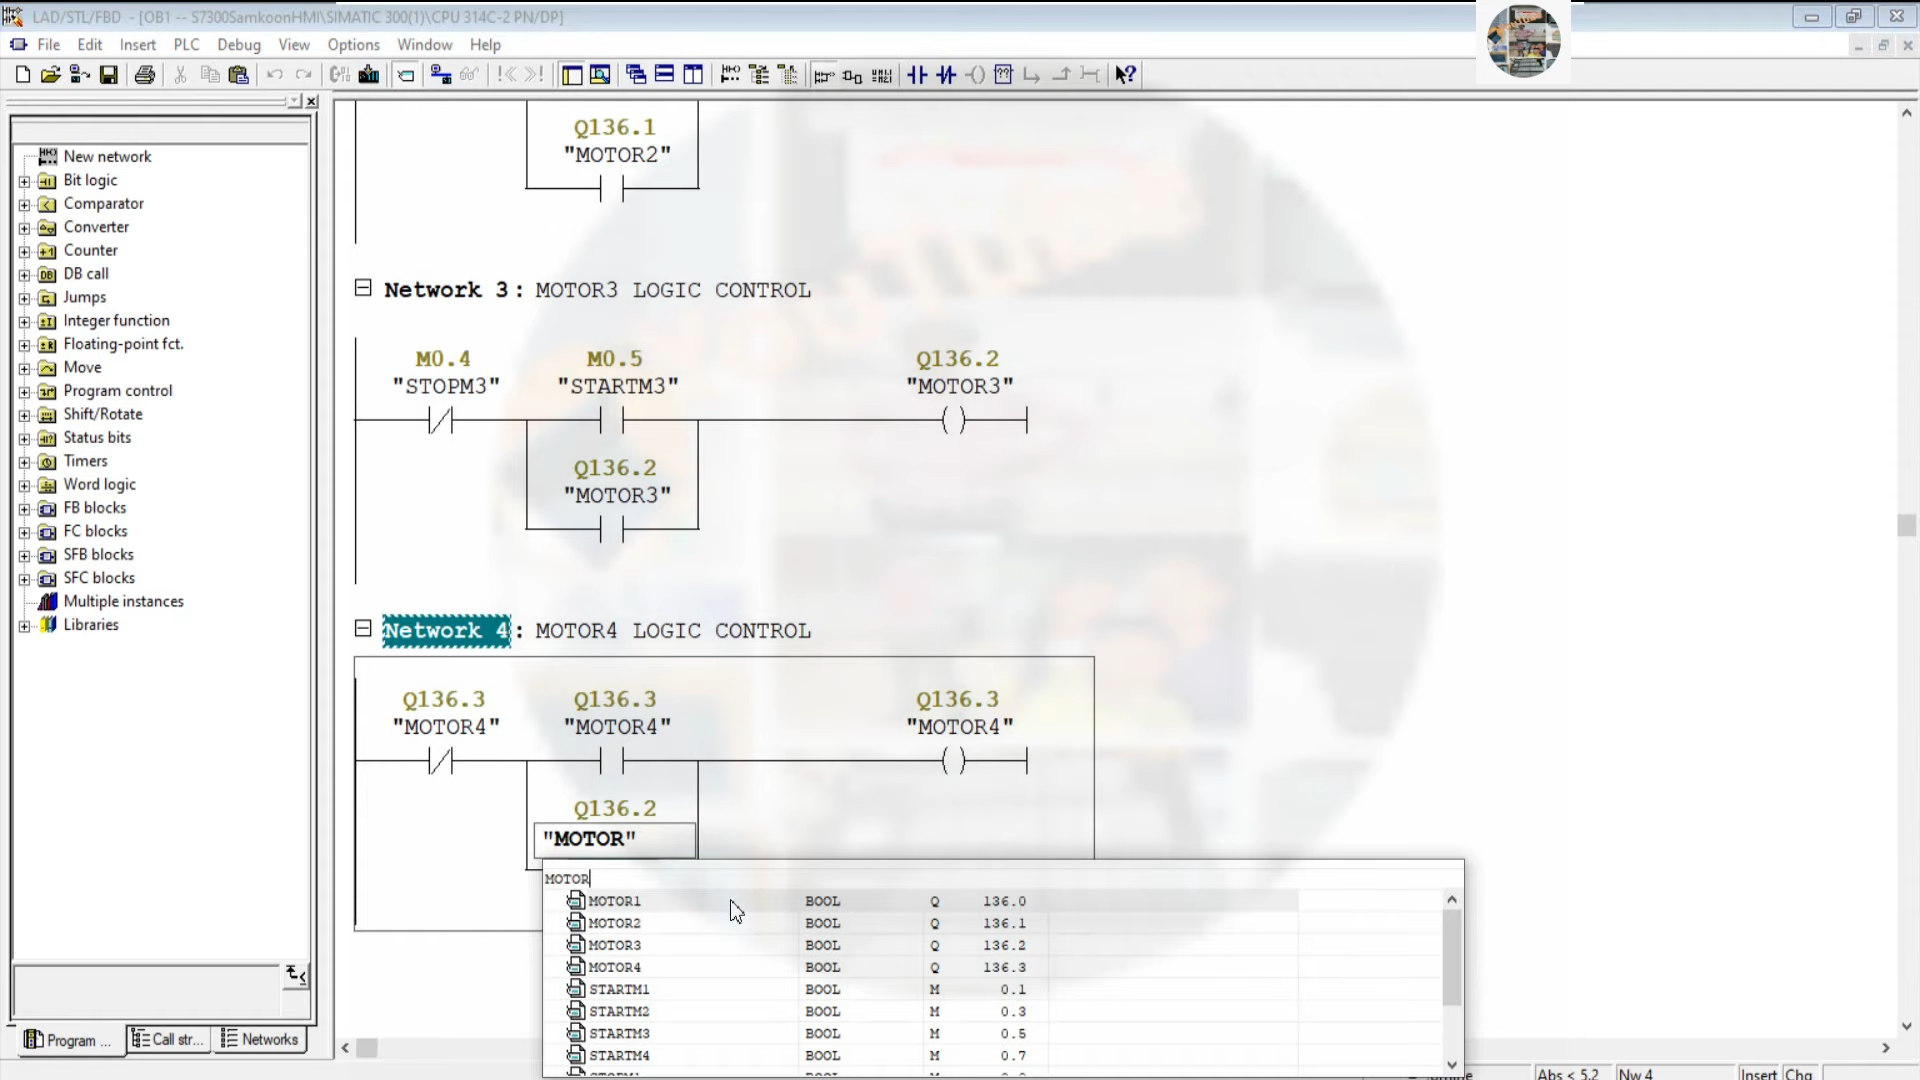 LAD/STL/FBD - [OB1 -- S7300SamkoonHMI\SIMATIC 300(1)\CPU 314C-2 PN/DP]
File Edit Insert PLC Debug View Options Window Help
New network
Bit logic
Comparator
Converter
Counter
DB call
Jumps
Integer function
Floating-point fct.
Move
Program control
Shift/Rotate
Status bits
Timers
Word logic
FB blocks
FC blocks
SFB blocks
SFC blocks
Multiple instances
Libraries
Program ... Call str... Networks
Q136.1
"MOTOR2"
Network 3: MOTOR3 LOGIC CONTROL
M0.4 M0.5 Q136.2
"STOPM3" "STARTM3" "MOTOR3"
Q136.2
"MOTOR3"
Network 4: MOTOR4 LOGIC CONTROL
Q136.3 Q136.3 Q136.3
"MOTOR4" "MOTOR4" "MOTOR4"
Q136.2
"MOTOR"
MOTOR
MOTOR1 BOOL Q 136.0
MOTOR2 BOOL Q 136.1
MOTOR3 BOOL Q 136.2
MOTOR4 BOOL Q 136.3
STARTM1 BOOL M 0.1
STARTM2 BOOL M 0.3
STARTM3 BOOL M 0.5
STARTM4 BOOL M 0.7
Abs < 5.2 Nw 4 Insert Chg